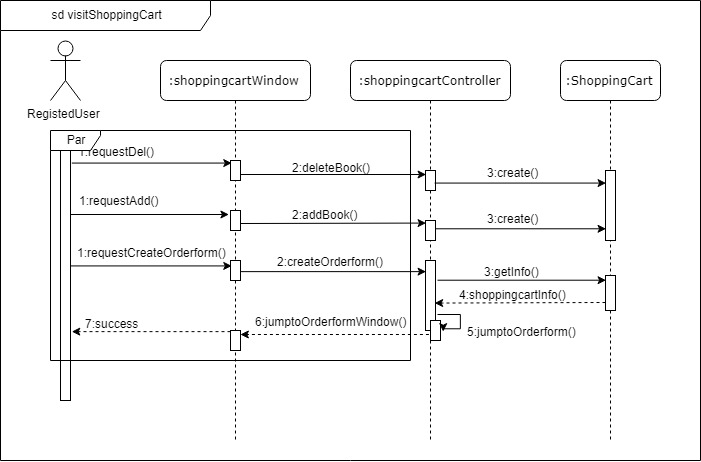 sd visitShoppingCart
RegistedUser
:shoppingcartWindow
:shoppingcartController
:ShoppingCart
Par
1:requestDel()
2:deleteBook()
3:create()
1:requestAdd()
2:addBook()
3:create()
1:requestCreateOrderform()
2:createOrderform()
3:getInfo()
4:shoppingcartInfo()
7:success
6:jumptoOrderformWindow()
5:jumptoOrderform()